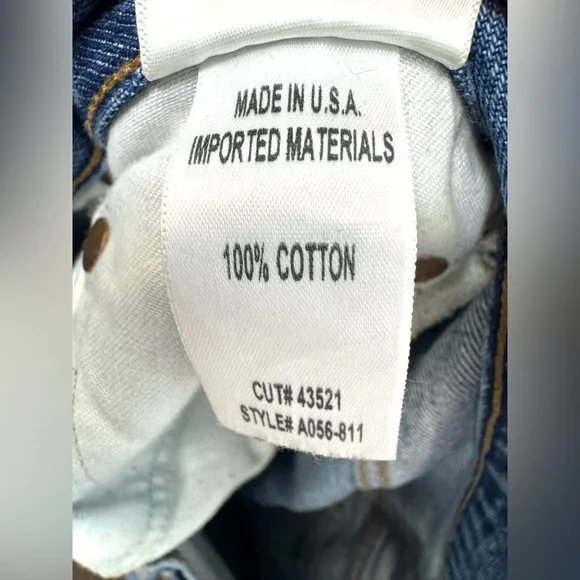 MADE IN U.S.A.
IMPORTED MATERIALS
100% COTTON
CUT# 43521
STYLE# A056-811